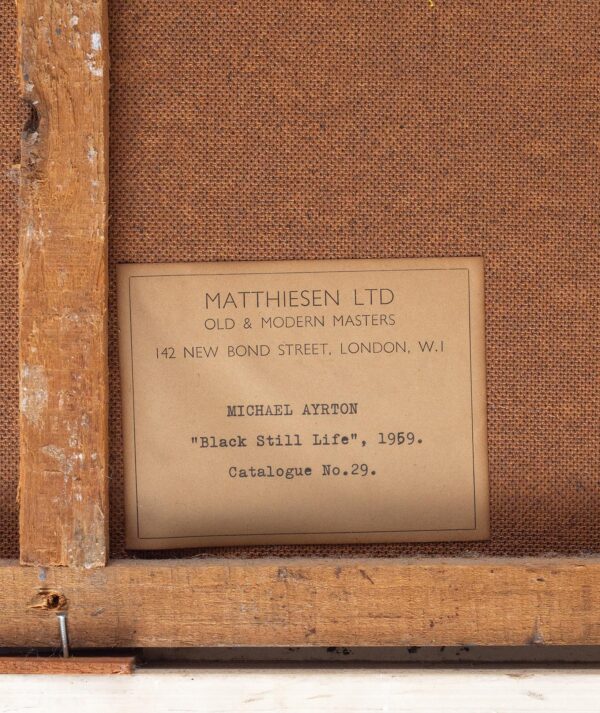 MATTHIESEN LTD
OLD & MODERN MASTERS
142 NEW BOND STREET, LONDON, W.1
MICHAEL AYRTON
"Black Still Life", 1959.
Catalogue No.29.